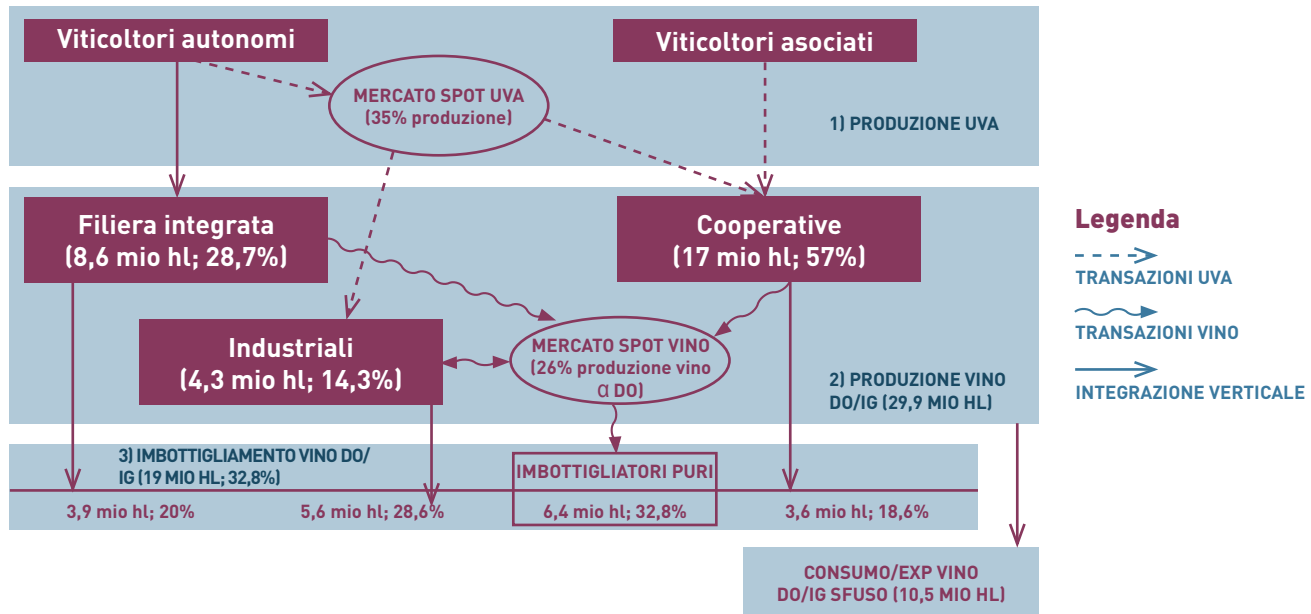 Viticoltori autonomi
Viticoltori asociati
MERCATO SPOT UVA
(35% produzione)
1) PRODUZIONE UVA
Filiera integrata
(8,6 mio hl; 28,7%)
Cooperative
(17 mio hl; 57%)
Industriali
(4,3 mio hl; 14,3%)
MERCATO SPOT VINO
(26% produzione vino
α DO)
2) PRODUZIONE VINO
DO/IG (29,9 MIO HL)
3) IMBOTTIGLIAMENTO VINO DO/
IG (19 MIO HL; 32,8%)
IMBOTTIGLIATORI PURI
3,9 mio hl; 20%
5,6 mio hl; 28,6%
6,4 mio hl; 32,8%
3,6 mio hl; 18,6%
CONSUMO/EXP VINO
DO/IG SFUSO (10,5 MIO HL)
Legenda
TRANSAZIONI UVA
TRANSAZIONI VINO
INTEGRAZIONE VERTICALE